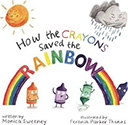 How the CRAYONS
Saved the
RAINBOW
written by
Monica Sweeney
illustrated by
Feronia Parker Thomas